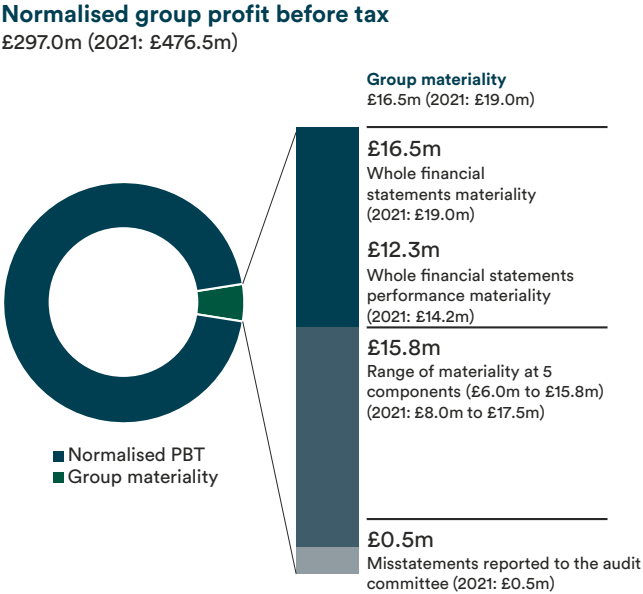 Normalised group profit before tax
£297.0m (2021: £476.5m)
Group materiality
£16.5m (2021: £19.0m)
£16.5m
Whole financial
statements materiality
(2021: £19.0m)
£12.3m
Whole financial statements
performance materiality
(2021: £14.2m)
£15.8m
Range of materiality at 5
components (£6.0m to £15.8m)
(2021: £8.0m to £17.5m)
Normalised PBT
Group materiality
£0.5m
Misstatements reported to the audit
committee (2021: £0.5m)